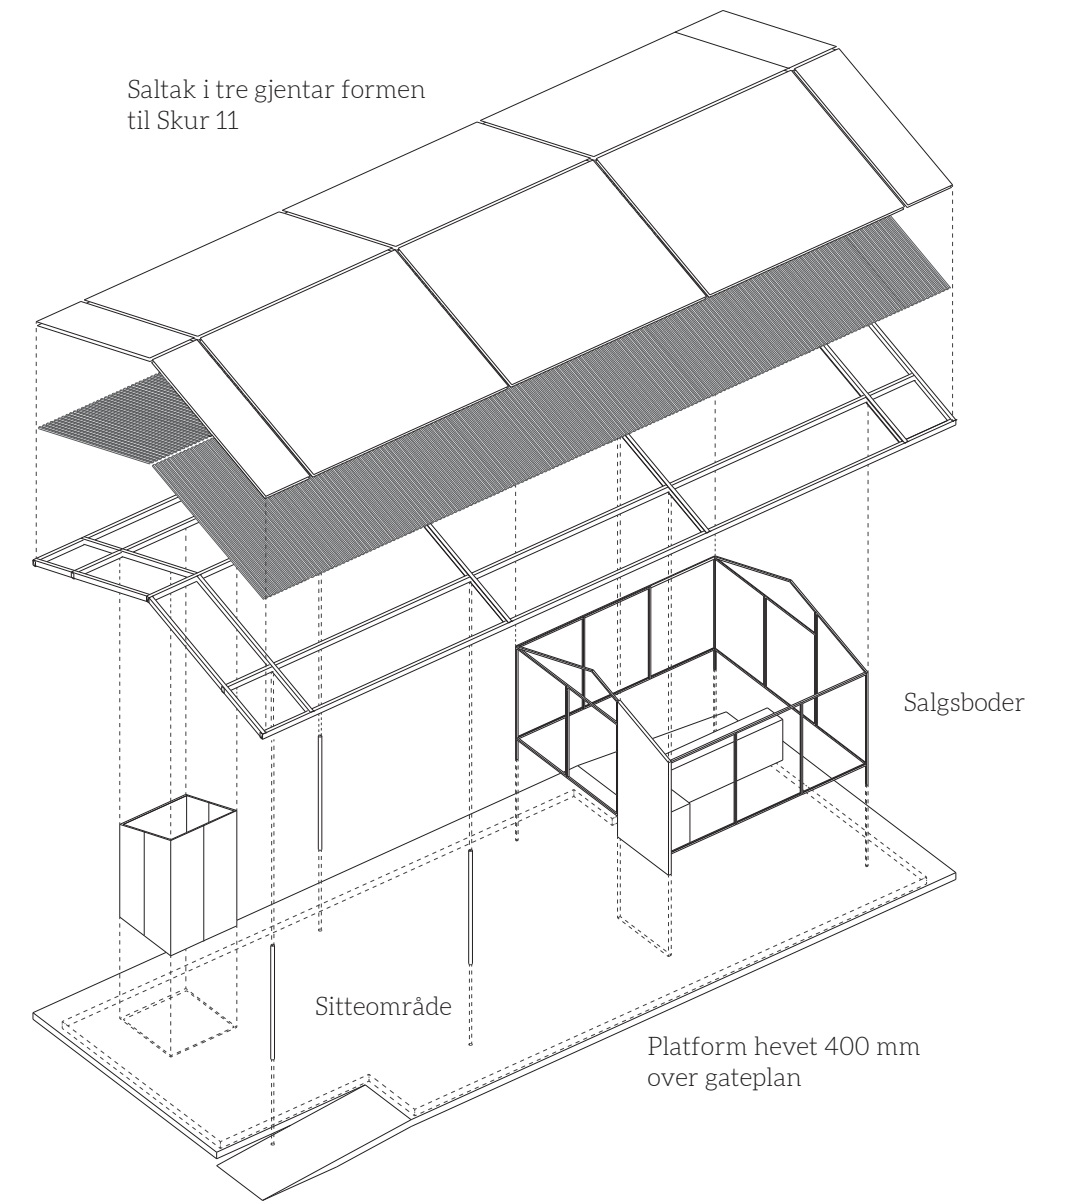 Saltak i tre gjentar formen
til Skur 11
Salgsboder
Sitteområde
Platform hevet 400 mm
over gateplan